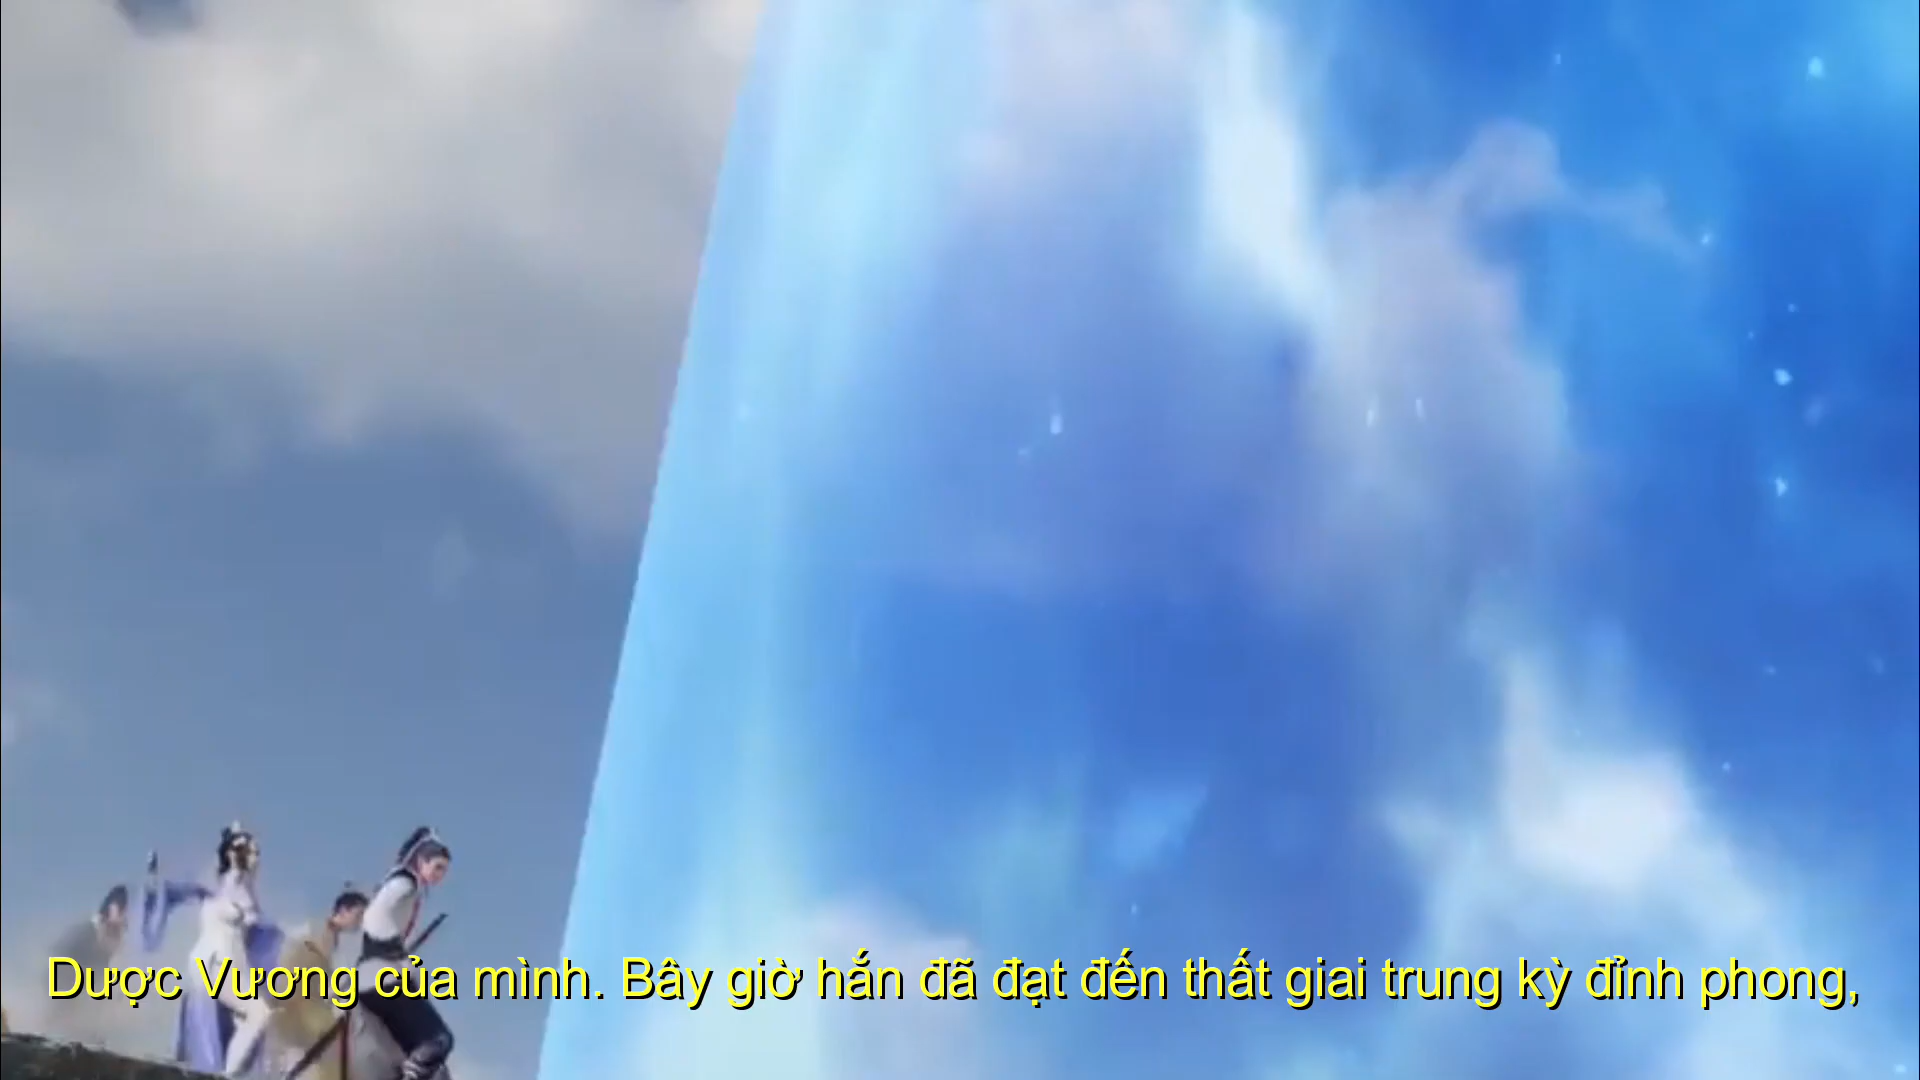 Dược Vương của mình. Bây giờ hắn đã đạt đến thất giai trung kỳ đỉnh phong,